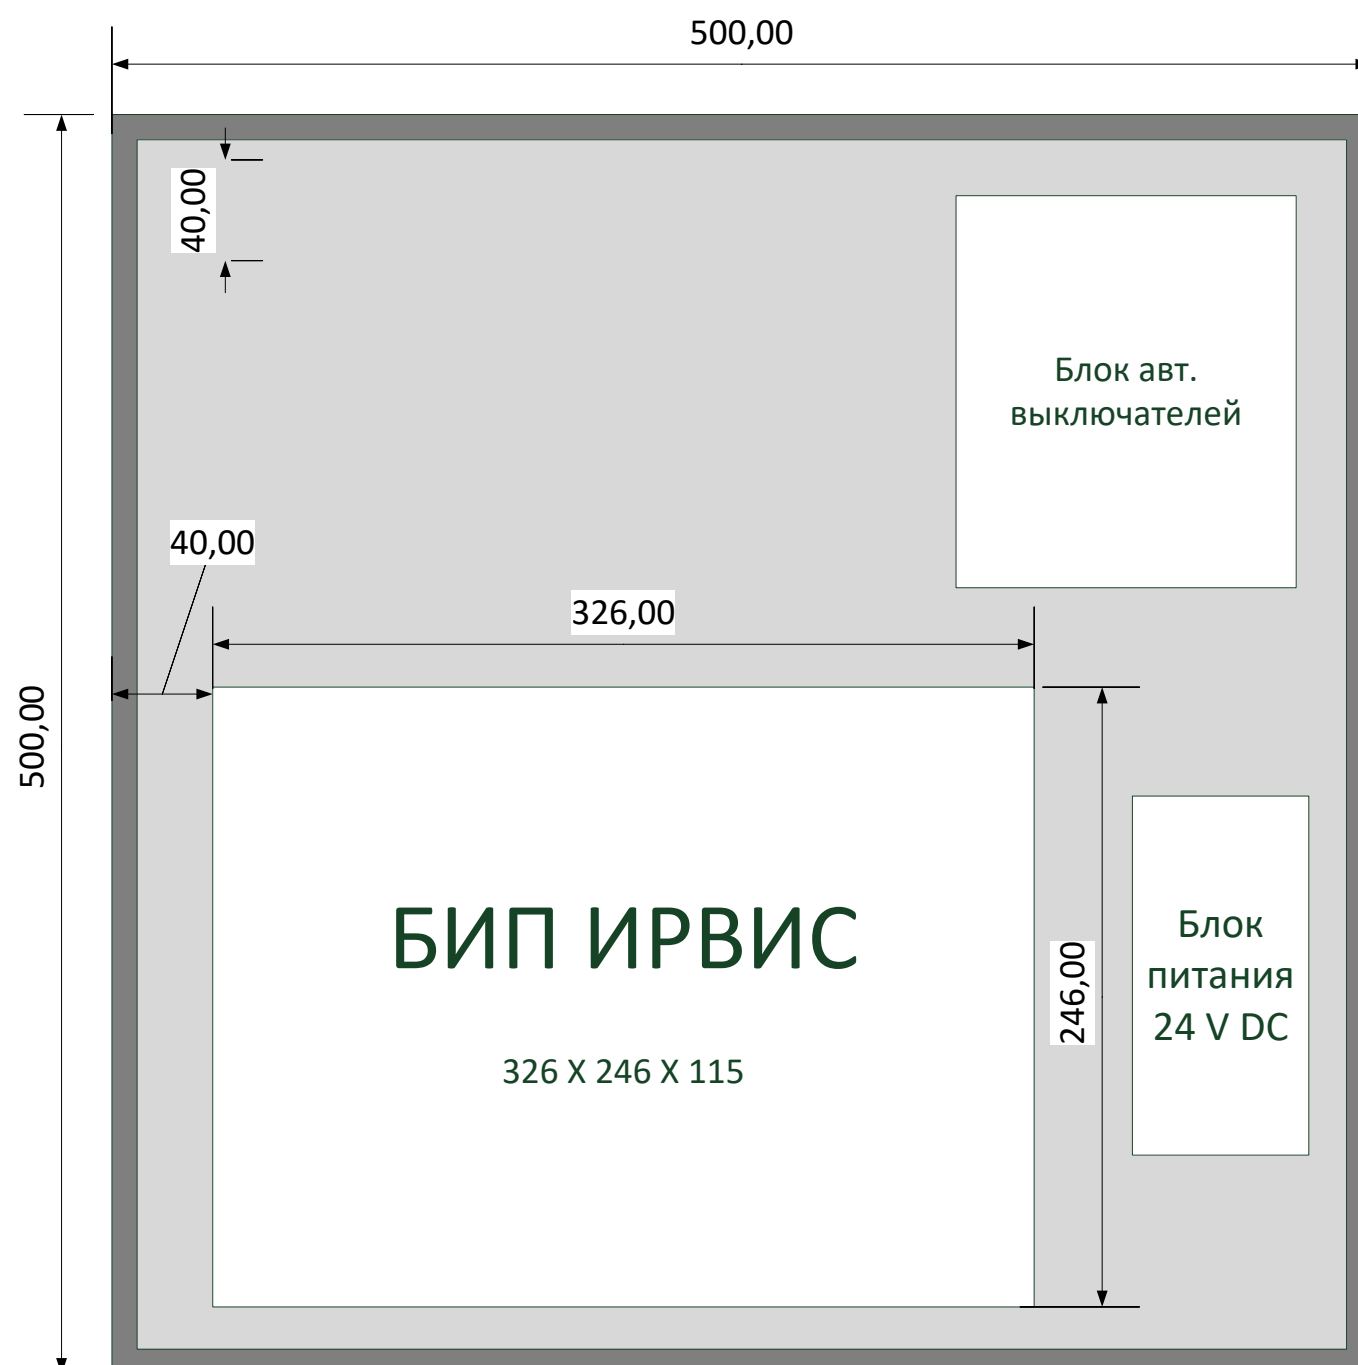 500,00
40,00
Блок авт.
выключателей
40,00
326,00
500,00
БИП ИРВИС
326 X 246 X 115
246,00
Блок
питания
24 V DC